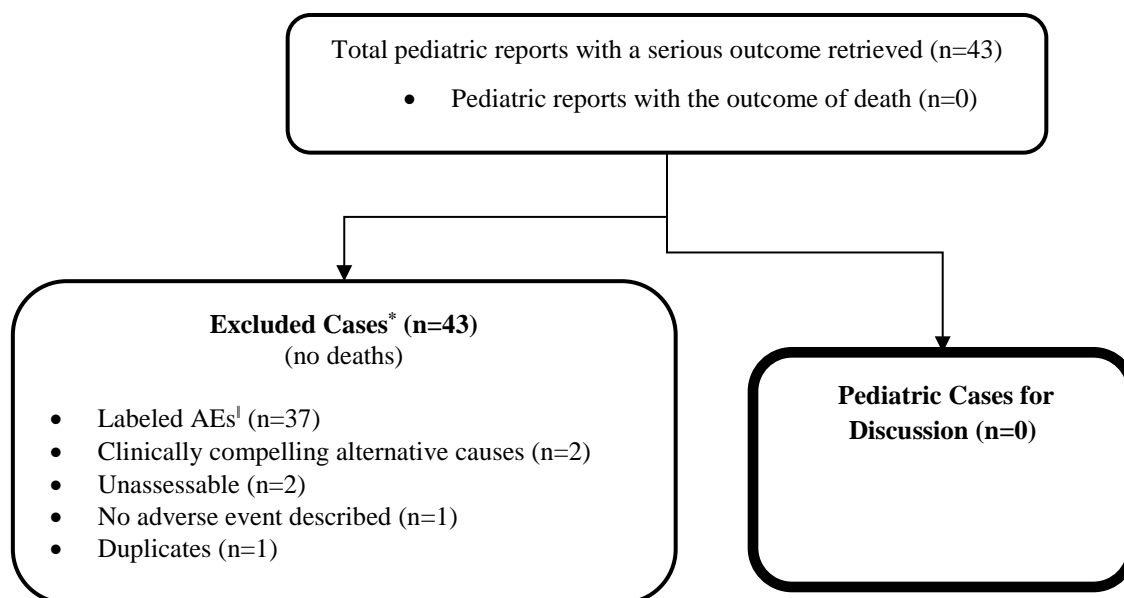 Total pediatric reports with a serious outcome retrieved (n=43)
• Pediatric reports with the outcome of death (n=0)
Excluded Cases* (n=43)
(no deaths)
• Labeled AEs‖ (n=37)
• Clinically compelling alternative causes (n=2)
• Unassessable (n=2)
• No adverse event described (n=1)
• Duplicates (n=1)
Pediatric Cases for
Discussion (n=0)